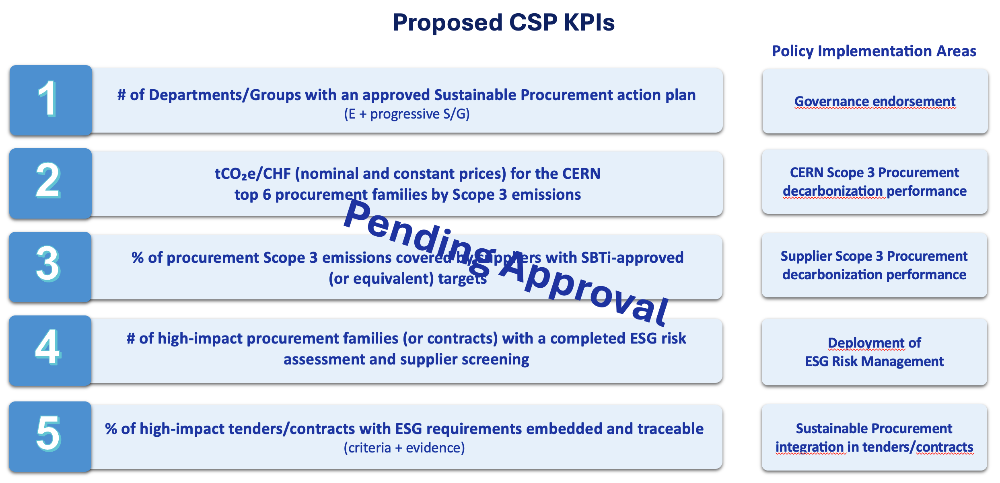 Proposed CSP KPIs
Policy Implementation Areas
1
# of Departments/Groups with an approved Sustainable Procurement action plan
(E + progressive S/G)
Governance endorsement
2
tCO₂e/CHF (nominal and constant prices) for the CERN
top 6 procurement families by Scope 3 emissions
CERN Scope 3 Procurement
decarbonization performance
Pending Approval
3
% of procurement Scope 3 emissions covered by suppliers with SBTi-approved
(or equivalent) targets
Supplier Scope 3 Procurement
decarbonization performance
4
# of high-impact procurement families (or contracts) with a completed ESG risk
assessment and supplier screening
Deployment of
ESG Risk Management
5
% of high-impact tenders/contracts with ESG requirements embedded and traceable
(criteria + evidence)
Sustainable Procurement
integration in tenders/contracts